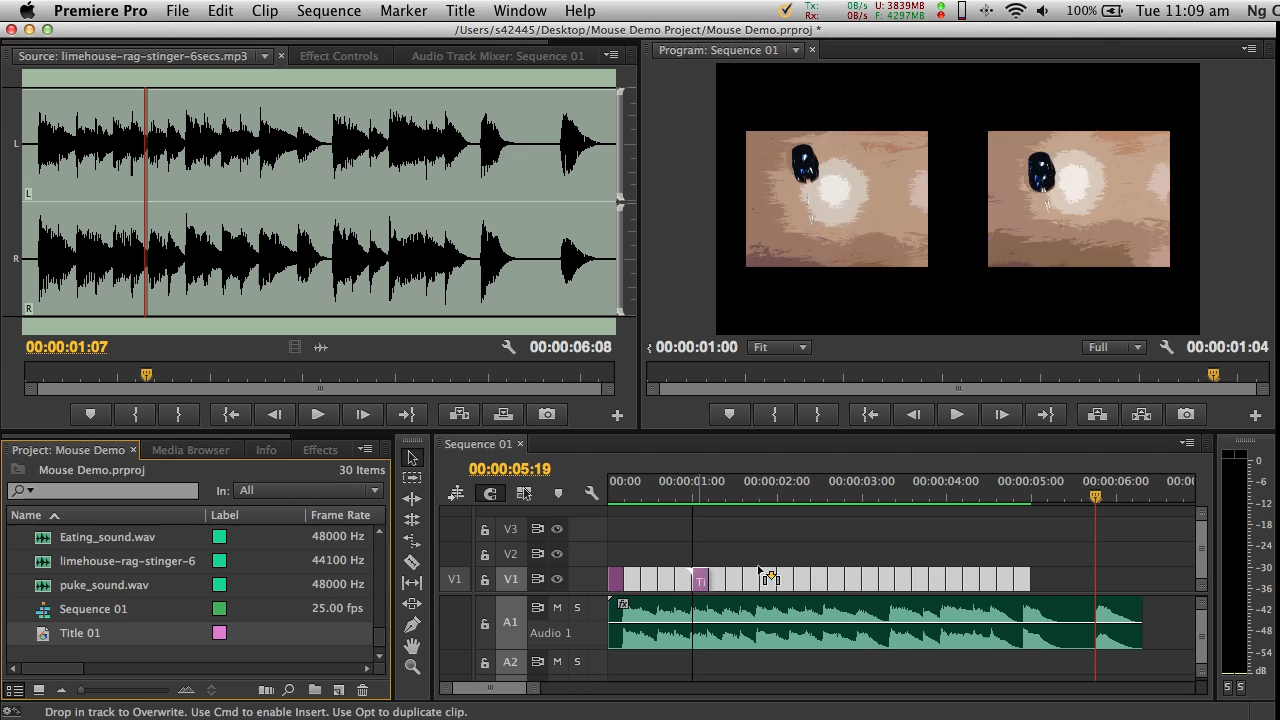 Premiere Pro File Edit Clip Sequence Marker Title Window Help Tx: 0B/s U: 3839MB Rx: 0B/s F: 4297MB 100% Tue 11:09 am Ng C
/Users/s42445/Desktop/Mouse Demo Project/Mouse Demo.prproj *
Source: limehouse-rag-stinger-6secs.mp3 Effect Controls Audio Track Mixer: Sequence 01 Program: Sequence 01
L
L
R
R
00:00:01:07 00:00:06:08 00:00:01:00 Fit Full 00:00:01:04
Project: Mouse Demo Media Browser Info Effects Sequence 01
Mouse Demo.prproj 30 Items 00:00:05:19
In: All
00:00 00:00:01:00 00:00:02:00 00:00:03:00 00:00:04:00 00:00:05:00 00:00:06:00 00:00
Name Label Frame Rate
Eating_sound.wav 48000 Hz
limehouse-rag-stinger-6 44100 Hz
puke_sound.wav 48000 Hz
Sequence 01 25.00 fps
Title 01
V3
V2
V1 V1 Ti
A1 M S fx
Audio 1
A2 M S
0
-6
-12
-18
-24
-30
-36
-42
-48
-54
S S
Drop in track to Overwrite. Use Cmd to enable Insert. Use Opt to duplicate clip.